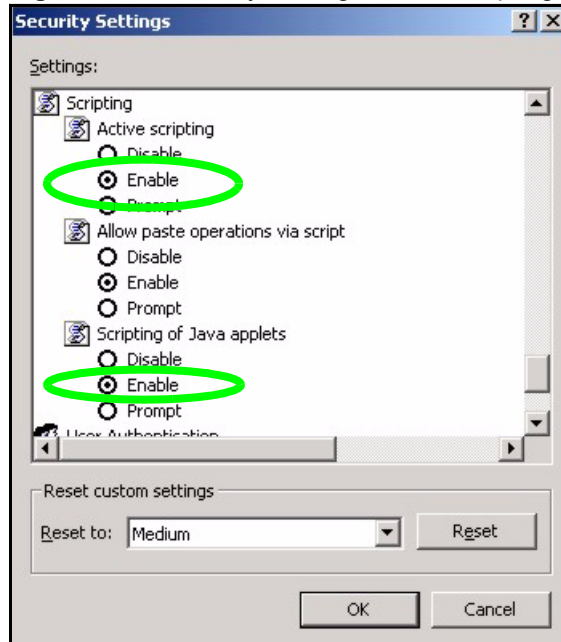 Security Settings
Settings:
Scripting
Active scripting
Disable
Enable
Prompt
Allow paste operations via script
Disable
Enable
Prompt
Scripting of Java applets
Disable
Enable
Prompt
User Authentication
Reset custom settings
Reset to: Medium Reset
OK Cancel